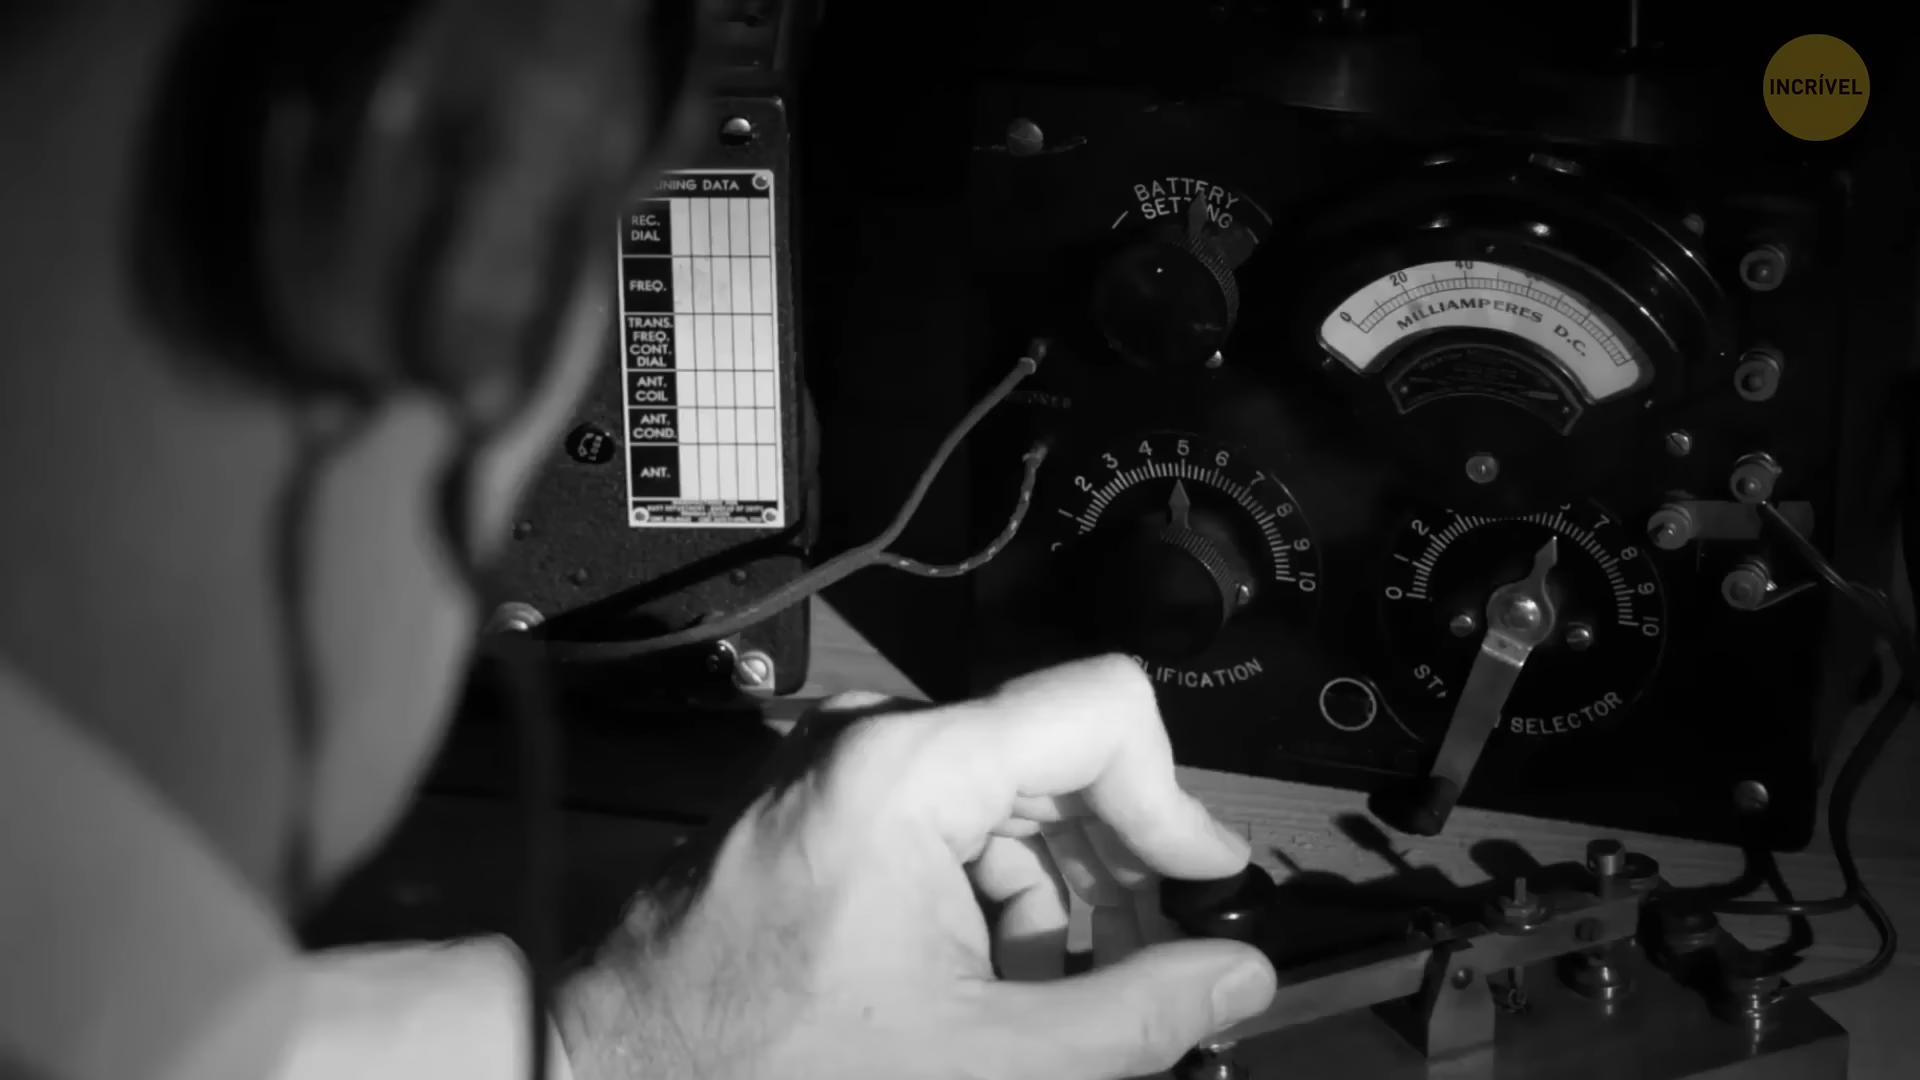 INCRÍVEL
NING DATA
REC.
DIAL
FREQ.
TRANS.
FREQ.
CONT.
DIAL
ANT.
COIL
ANT.
COND.
ANT.
BATTERY
SETTING
0 20 40
MILLIAMPERES D.C.
1 2 3 4 5 6 7 8 9 10
LIFICATION
0 1 2 7 8 9 10
SELECTOR